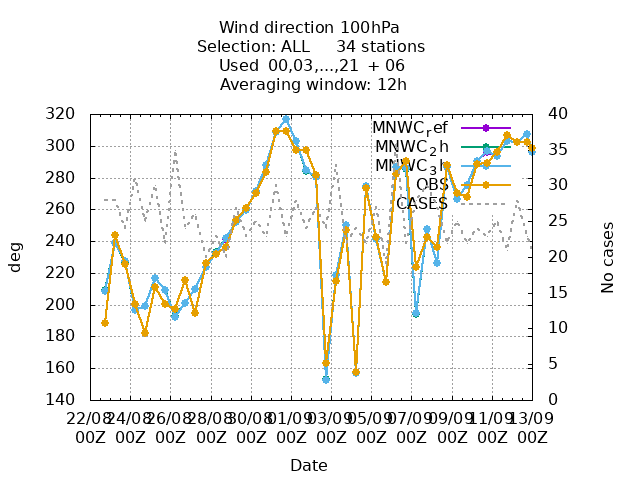 Wind direction 100hPa
Selection: ALL 34 stations
Used 00,03,...,21 + 06
Averaging window: 12h
320 300 280 260 240 220 200 180 160 140
deg
40 35 30 25 20 15 10 5 0
No cases
MNWC_ref
MNWC_2h
MNWC_3h
OBS
CASES
22/08 24/08 26/08 28/08 30/08 01/09 03/09 05/09 07/09 09/09 11/09 13/09
00Z 00Z 00Z 00Z 00Z 00Z 00Z 00Z 00Z 00Z 00Z 00Z
Date